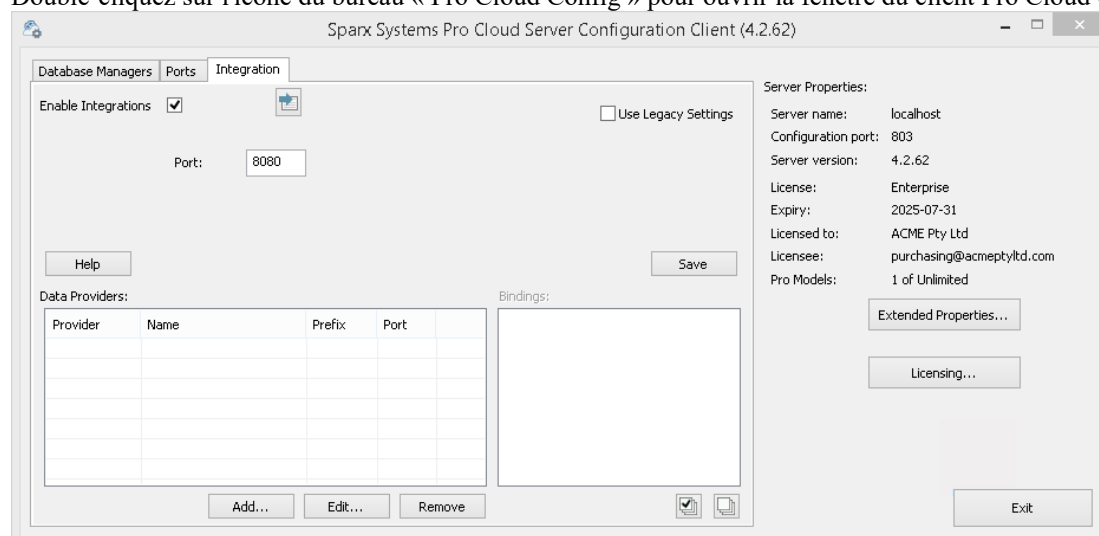 Double-cliquez sur l'icône du bureau « Pro Cloud Config » pour ouvrir la fenêtre du client Pro Cloud
Sparx Systems Pro Cloud Server Configuration Client (4.2.62)
Database Managers Ports Integration
Enable Integrations
Use Legacy Settings
Port: 8080
Help
Save
Data Providers:
Bindings:
Provider Name Prefix Port
Add... Edit... Remove
Server Properties:
Server name: localhost
Configuration port: 803
Server version: 4.2.62
License: Enterprise
Expiry: 2025-07-31
Licensed to: ACME Pty Ltd
Licensee: purchasing@acmeptyltd.com
Pro Models: 1 of Unlimited
Extended Properties...
Licensing...
Exit